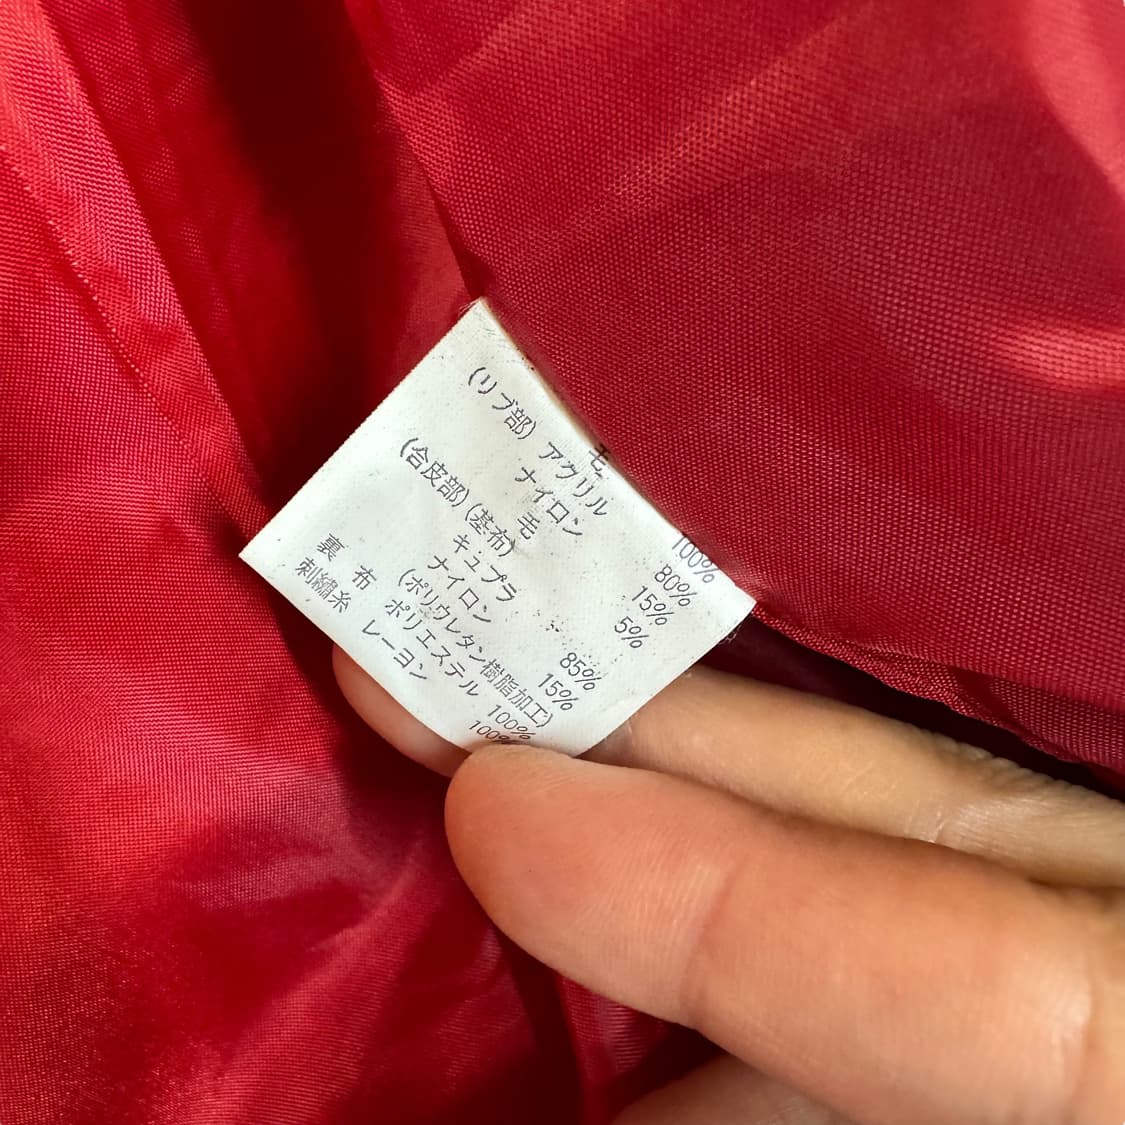 毛 100%
(リブ部) アクリル 80%
ナイロン 15%
毛 5%
(合皮部)(基布)
キュプラ 85%
ナイロン 15%
(ポリウレタン樹脂加工)
裏 布 ポリエステル 100%
刺繍糸 レーヨン 100%